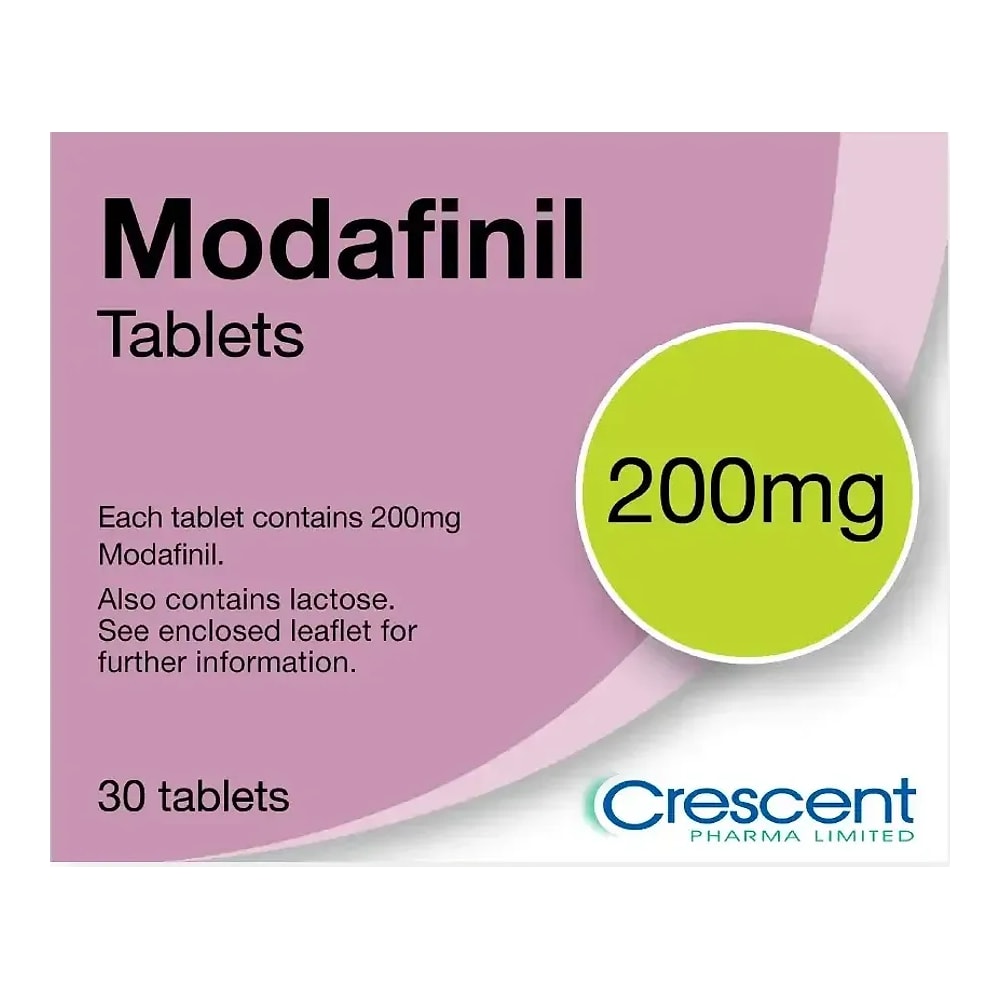 Modafinil
Tablets
200mg
Each tablet contains 200mg
Modafinil.
Also contains lactose.
See enclosed leaflet for
further information.
30 tablets
Crescent
PHARMA LIMITED